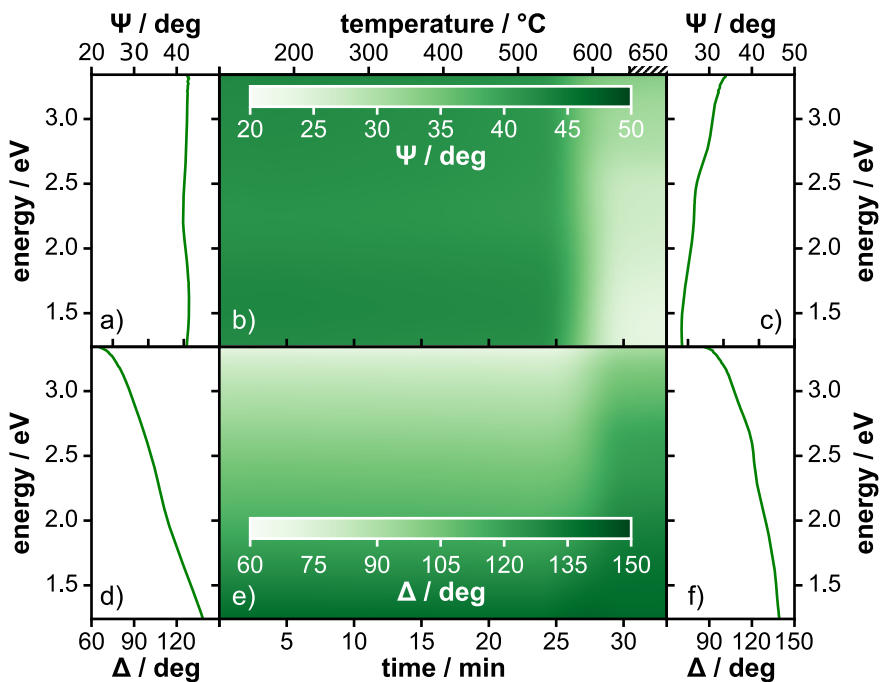 Ψ / deg
temperature / °C
Ψ / deg
20 30 40
200 300 400 500 600 650
30 40 50
3.0
2.5
2.0
1.5
energy / eV
20 25 30 35 40 45 50
Ψ / deg
a)
b)
c)
3.0
2.5
2.0
1.5
energy / eV
3.0
2.5
2.0
1.5
energy / eV
60 75 90 105 120 135 150
Δ / deg
d)
e)
f)
3.0
2.5
2.0
1.5
energy / eV
60 90 120
5 10 15 20 25 30
90 120 150
Δ / deg
time / min
Δ / deg